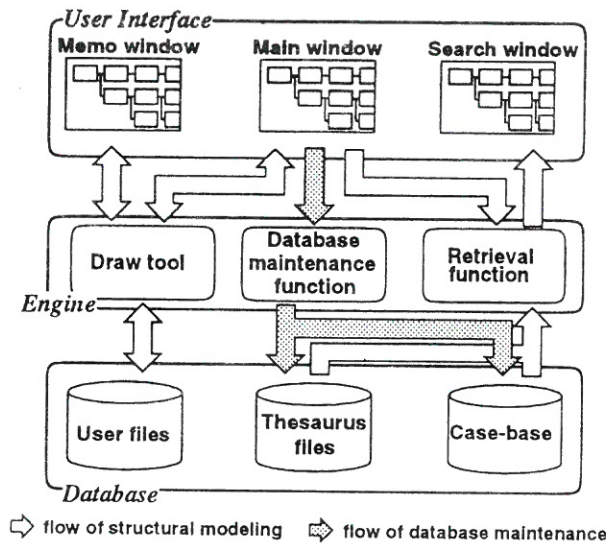 User Interface
Memo window
Main window
Search window
Draw tool
Database
maintenance
function
Retrieval
function
Engine
User files
Thesaurus
files
Case-base
Database
flow of structural modeling
flow of database maintenance